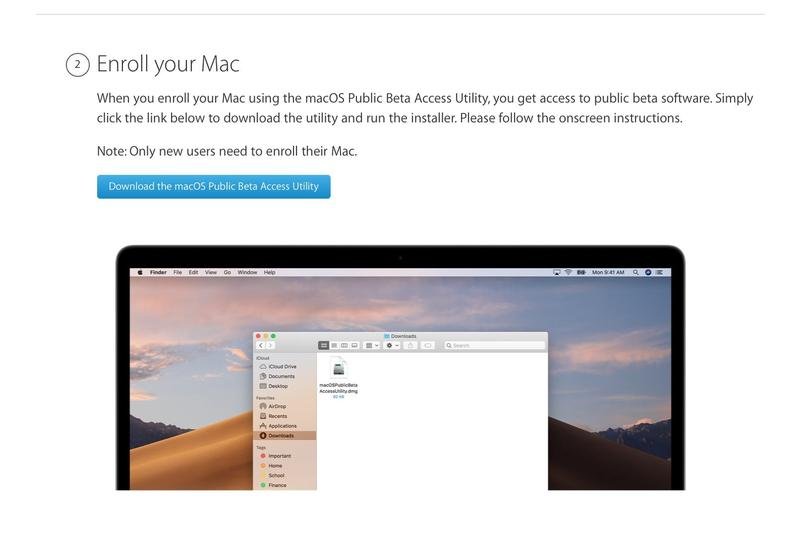 2 Enroll your Mac
When you enroll your Mac using the macOS Public Beta Access Utility, you get access to public beta software. Simply
click the link below to download the utility and run the installer. Please follow the onscreen instructions.
Note: Only new users need to enroll their Mac.
Download the macOS Public Beta Access Utility
Finder File Edit View Go Window Help Mon 9:41 AM
Downloads
Search
iCloud
iCloud Drive
Documents
Desktop
Favorites
AirDrop
Recents
Applications
Downloads
Tags
Important
Home
School
Finance
macOSPublicBeta
AccessUtility.dmg